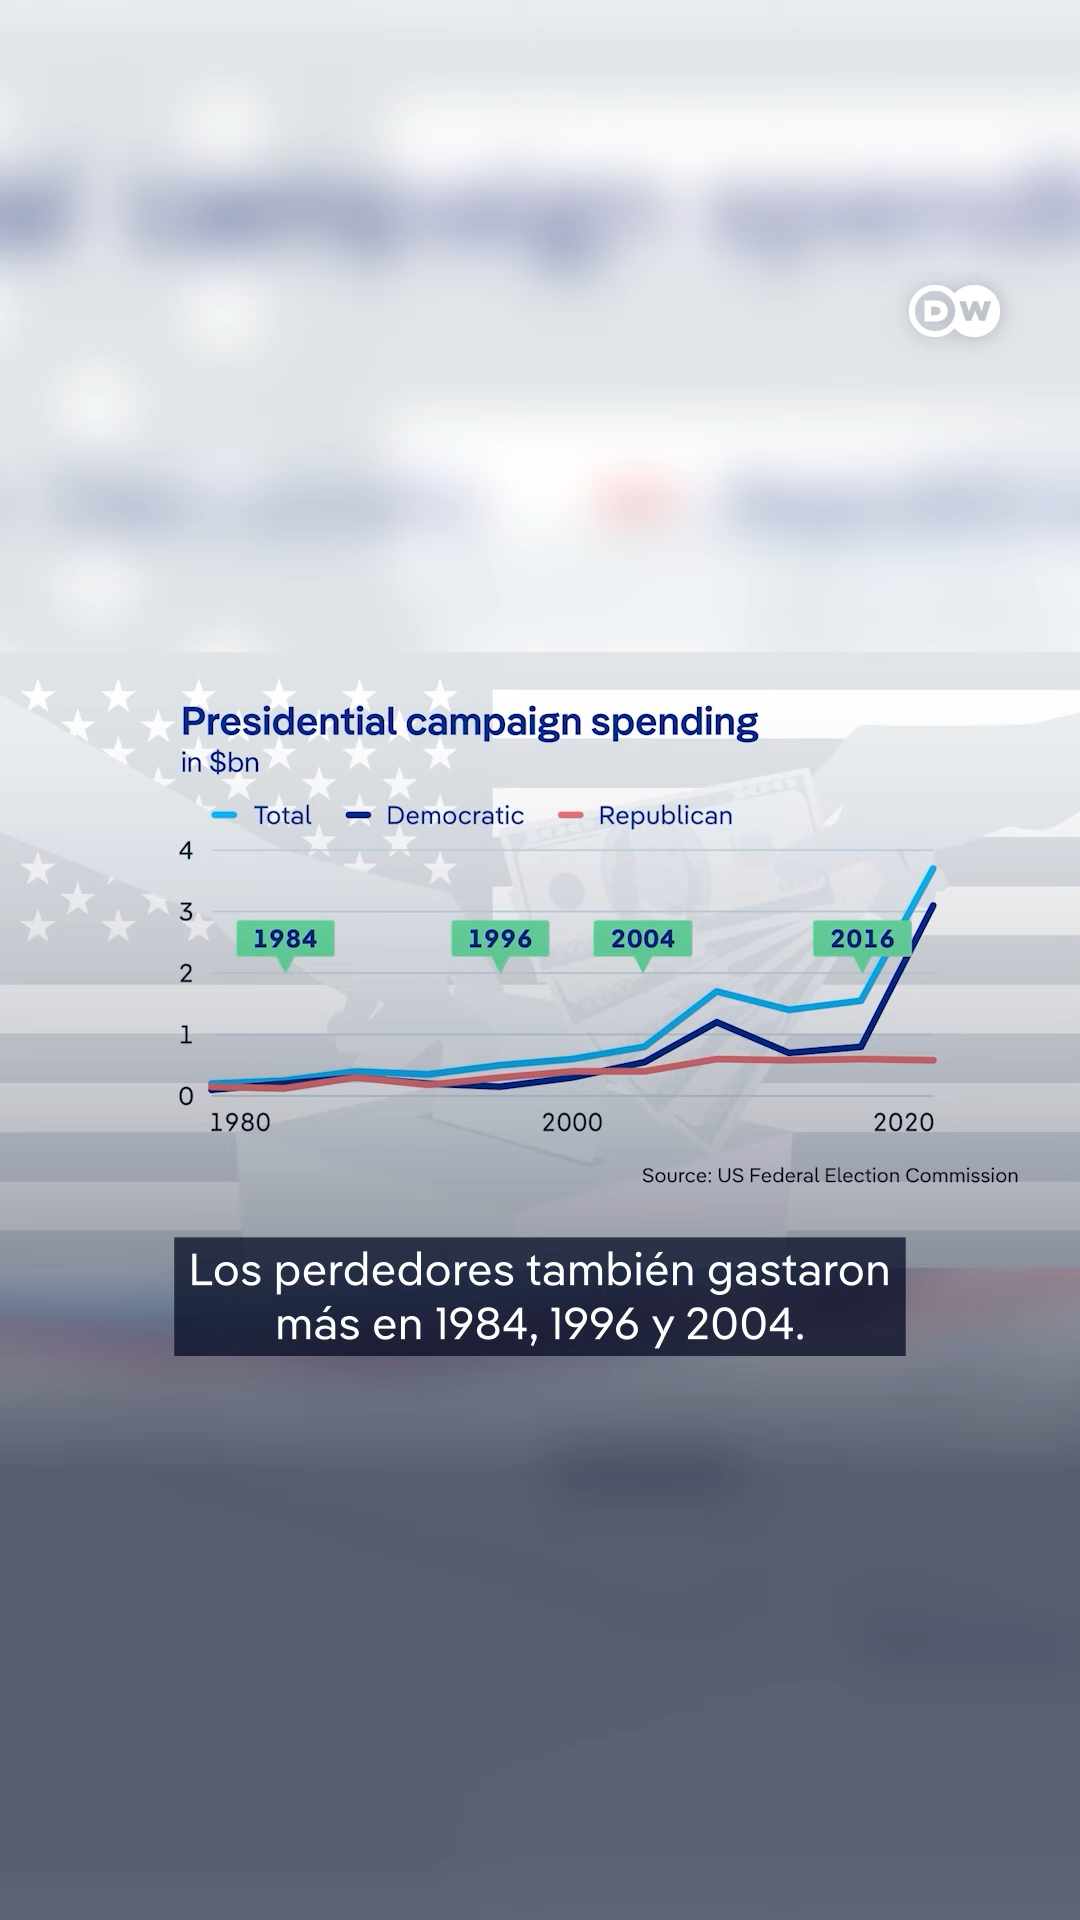 DW
Presidential campaign spending
in $bn
Total Democratic Republican
4
3
1984 1996 2004 2016
2
1
0
1980 2000 2020
Source: US Federal Election Commission
Los perdedores también gastaron
más en 1984, 1996 y 2004.